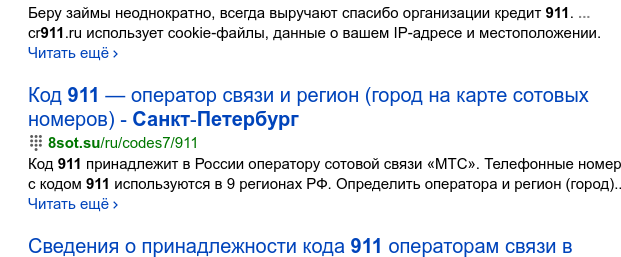 Беру займы неоднократно, всегда выручают спасибо организации кредит 911. ...
cr911.ru использует cookie-файлы, данные о вашем IP-адресе и местоположении.
Читать ещё ›
Код 911 — оператор связи и регион (город на карте сотовых
номеров) - Санкт-Петербург
8sot.su/ru/codes7/911
Код 911 принадлежит в России оператору сотовой связи «МТС». Телефонные номер
с кодом 911 используются в 9 регионах РФ. Определить оператора и регион (город)..
Читать ещё ›
Сведения о принадлежности кода 911 операторам связи в